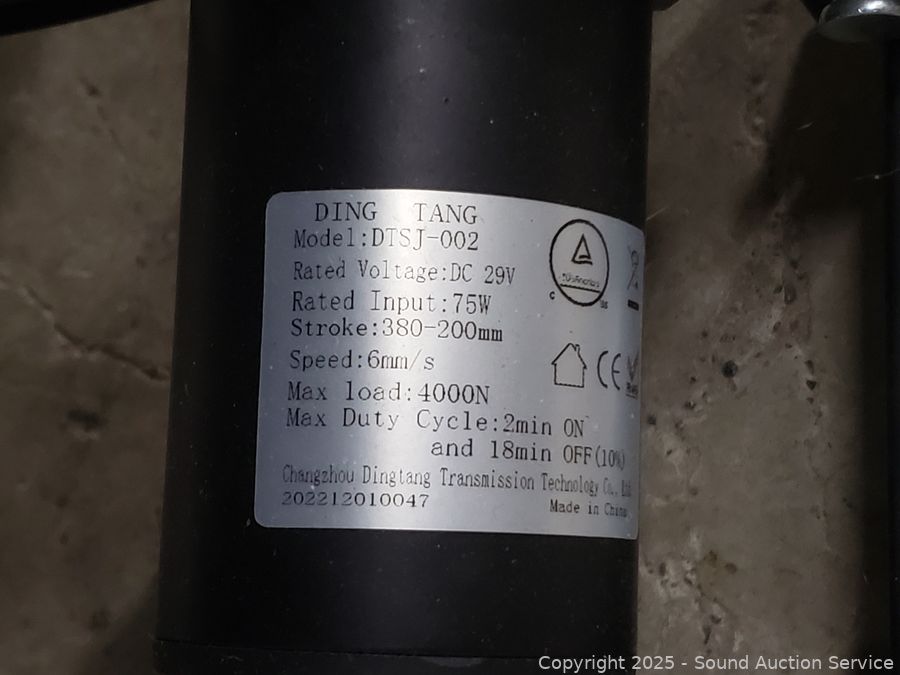 DING TANG
Model:DTSJ-002
Rated Voltage:DC 29V
Rated Input:75W
Stroke:380-200mm
Speed:6mm/s
Max load:4000N
Max Duty Cycle:2min ON
and 18min OFF(10%)
Changzhou Dingtang Transmission Technology Co., Ltd
202212010047
Made in China
C
US
CE
Copyright © 2025 - Sound Auction Service